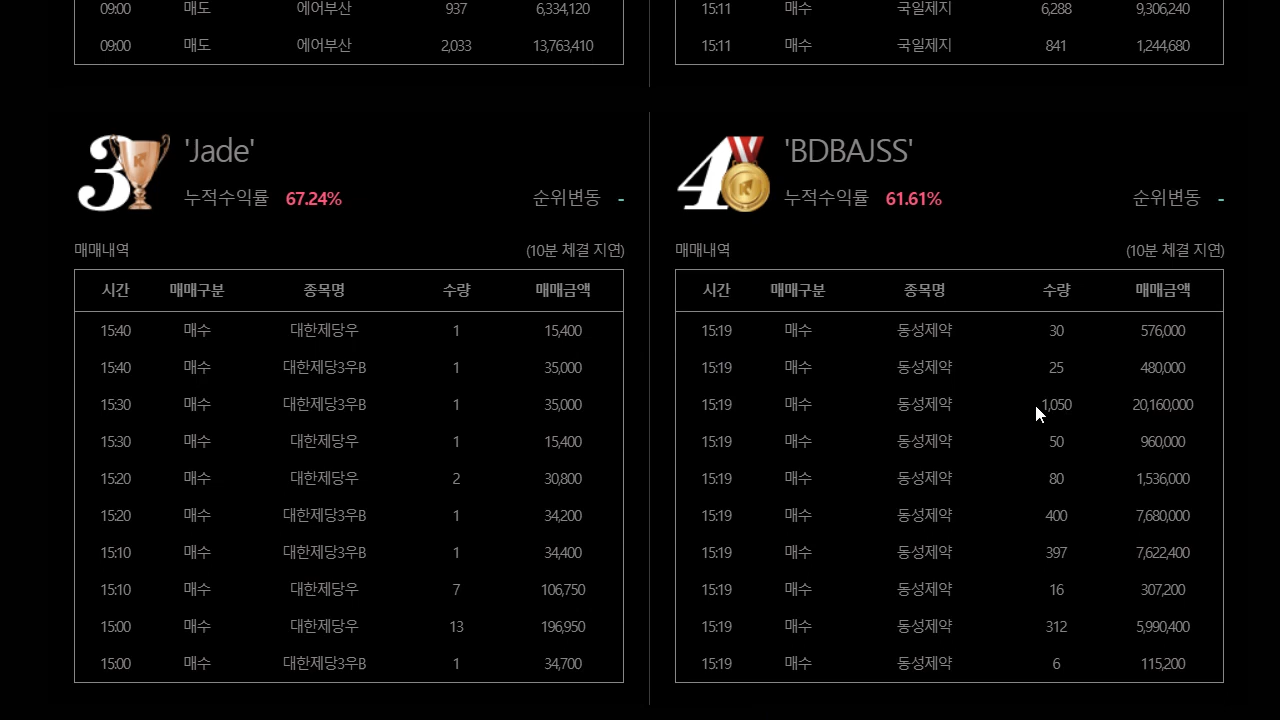 09:00 매도 에어부산 937 6,334,120
09:00 매도 에어부산 2,033 13,763,410
15:11 매수 국일제지 6,288 9,306,240
15:11 매수 국일제지 841 1,244,680
3 'Jade'
누적수익률 67.24% 순위변동 -
매매내역 (10분 체결 지연)
시간 매매구분 종목명 수량 매매금액
15:40 매수 대한제당우 1 15,400
15:40 매수 대한제당3우B 1 35,000
15:30 매수 대한제당3우B 1 35,000
15:30 매수 대한제당우 1 15,400
15:20 매수 대한제당우 2 30,800
15:20 매수 대한제당3우B 1 34,200
15:10 매수 대한제당3우B 1 34,400
15:10 매수 대한제당우 7 106,750
15:00 매수 대한제당우 13 196,950
15:00 매수 대한제당3우B 1 34,700
4 'BDBAJSS'
누적수익률 61.61% 순위변동 -
매매내역 (10분 체결 지연)
시간 매매구분 종목명 수량 매매금액
15:19 매수 동성제약 30 576,000
15:19 매수 동성제약 25 480,000
15:19 매수 동성제약 1,050 20,160,000
15:19 매수 동성제약 50 960,000
15:19 매수 동성제약 80 1,536,000
15:19 매수 동성제약 400 7,680,000
15:19 매수 동성제약 397 7,622,400
15:19 매수 동성제약 16 307,200
15:19 매수 동성제약 312 5,990,400
15:19 매수 동성제약 6 115,200